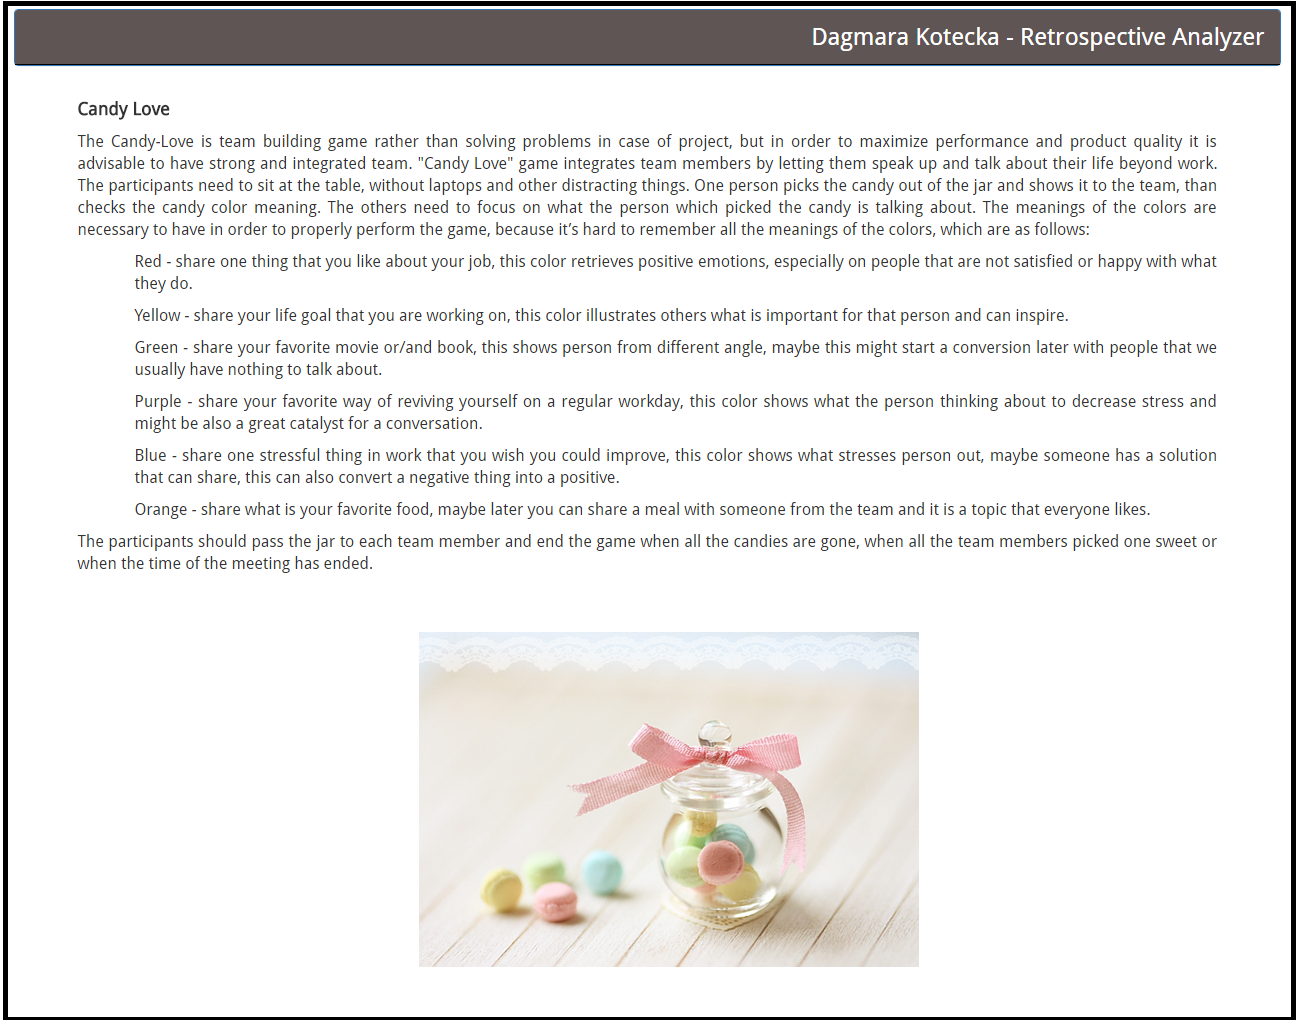 Dagmara Kotecka - Retrospective Analyzer
Candy Love
The Candy-Love is team building game rather than solving problems in case of project, but in order to maximize performance and product quality it is
advisable to have strong and integrated team. "Candy Love" game integrates team members by letting them speak up and talk about their life beyond work.
The participants need to sit at the table, without laptops and other distracting things. One person picks the candy out of the jar and shows it to the team, than
checks the candy color meaning. The others need to focus on what the person which picked the candy is talking about. The meanings of the colors are
necessary to have in order to properly perform the game, because it’s hard to remember all the meanings of the colors, which are as follows:
Red - share one thing that you like about your job, this color retrieves positive emotions, especially on people that are not satisfied or happy with what
they do.
Yellow - share your life goal that you are working on, this color illustrates others what is important for that person and can inspire.
Green - share your favorite movie or/and book, this shows person from different angle, maybe this might start a conversion later with people that we
usually have nothing to talk about.
Purple - share your favorite way of reviving yourself on a regular workday, this color shows what the person thinking about to decrease stress and
might be also a great catalyst for a conversation.
Blue - share one stressful thing in work that you wish you could improve, this color shows what stresses person out, maybe someone has a solution
that can share, this can also convert a negative thing into a positive.
Orange - share what is your favorite food, maybe later you can share a meal with someone from the team and it is a topic that everyone likes.
The participants should pass the jar to each team member and end the game when all the candies are gone, when all the team members picked one sweet or
when the time of the meeting has ended.